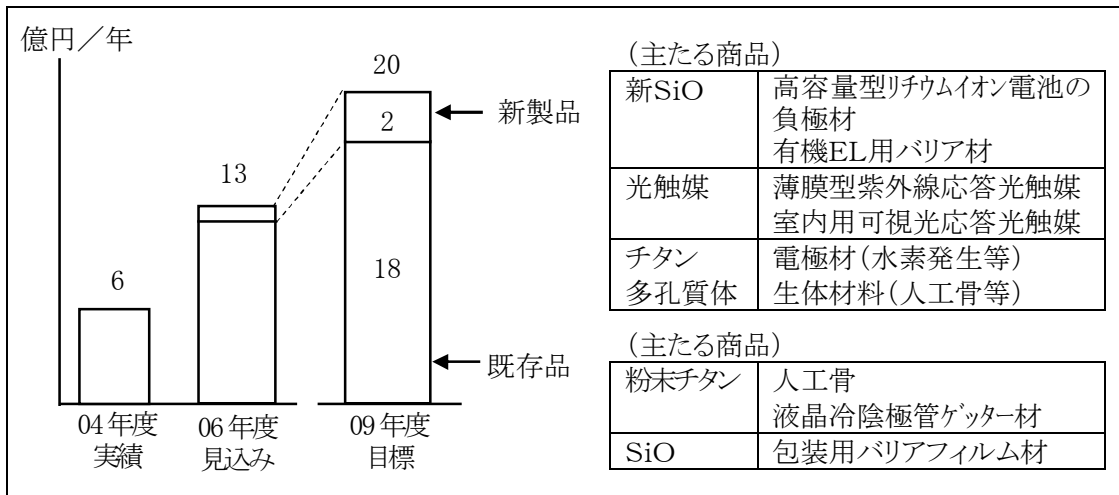 億円／年
20
新製品
2
13
6
18
既存品
04年度
実績
06年度
見込み
09年度
目標
（主たる商品）
新SiO 高容量型ﾘﾁｳﾑｲｵﾝ電池の
負極材
有機EL用バリア材
光触媒 薄膜型紫外線応答光触媒
室内用可視光応答光触媒
チタン 電極材（水素発生等）
多孔質体 生体材料（人工骨等）
（主たる商品）
粉末チタン 人工骨
液晶冷陰極管ｹﾞｯﾀｰ材
SiO 包装用バリアフィルム材